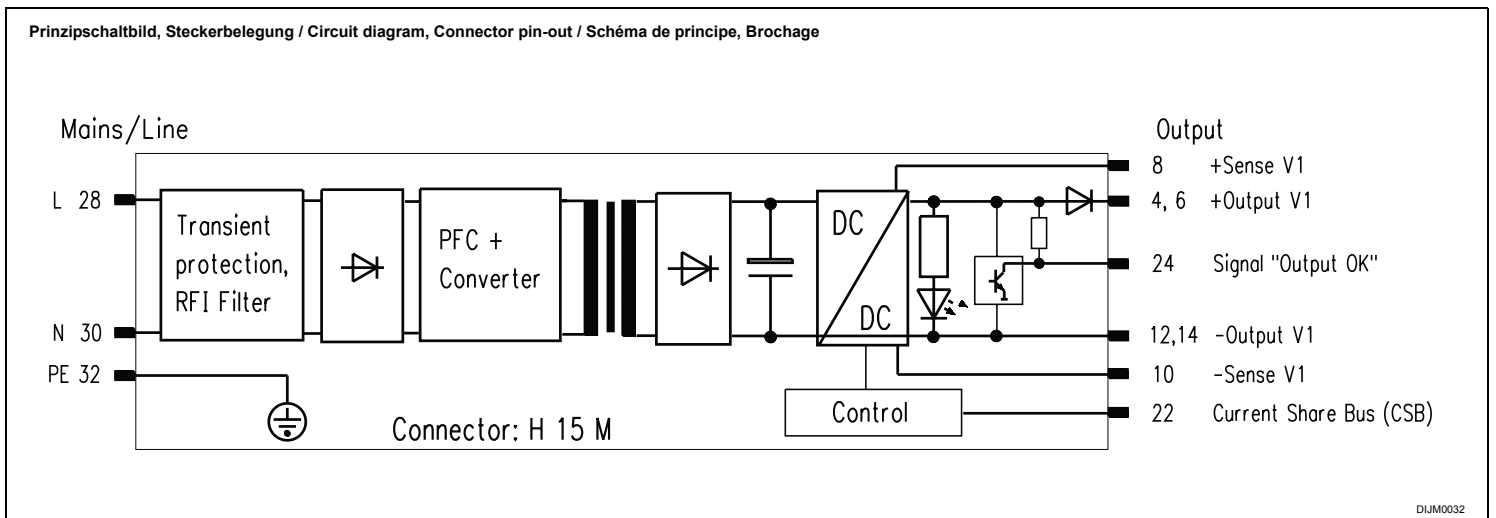 Prinzipschaltbild, Steckerbelegung / Circuit diagram, Connector pin-out / Schéma de principe, Brochage
Mains/Line
Output
8 +Sense V1
L 28
4, 6 +Output V1
Transient
protection,
RFI Filter
PFC +
Converter
DC
DC
24 Signal "Output OK"
N 30
12,14 -Output V1
PE 32
10 -Sense V1
Control
22 Current Share Bus (CSB)
Connector: H 15 M
DIJM0032